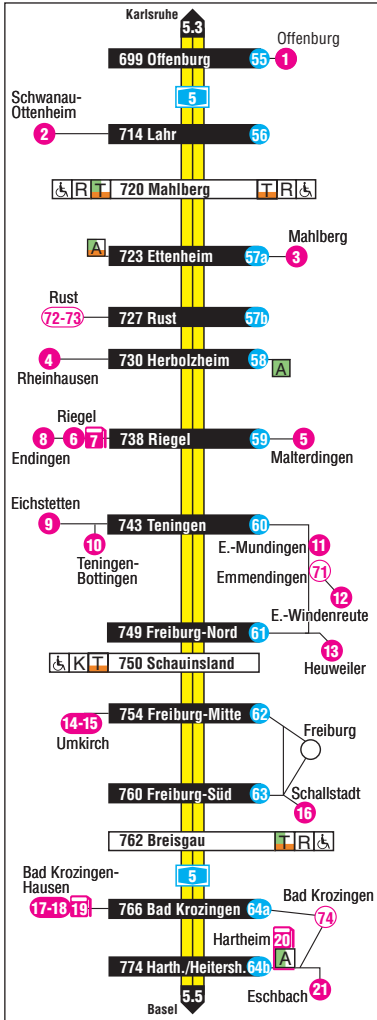 Karlsruhe
5.3
Offenburg
699 Offenburg 55 1
5
Schwanau-
Ottenheim
2 714 Lahr 56
R T 720 Mahlberg T R
A
Mahlberg
723 Ettenheim 57a 3
Rust
72-73 727 Rust 57b
4 730 Herbolzheim 58
Rheinhausen
A
Riegel
8 6 7 738 Riegel 59 5
Endingen
Malterdingen
Eichstetten
9 743 Teningen 60
10
Teningen-
Bottingen
E.-Mundingen 11
Emmendingen 71
12
E.-Windenreute
749 Freiburg-Nord 61
13
Heuweiler
K T 750 Schauinsland
14-15 754 Freiburg-Mitte 62
Umkirch
Freiburg
760 Freiburg-Süd 63
Schallstadt
16
762 Breisgau T R
5
Bad Krozingen-
Hausen
17-18 19 766 Bad Krozingen 64a
Bad Krozingen
74
Hartheim 20
A
774 Harth./Heitersh. 64b
Eschbach 21
5.5
Basel